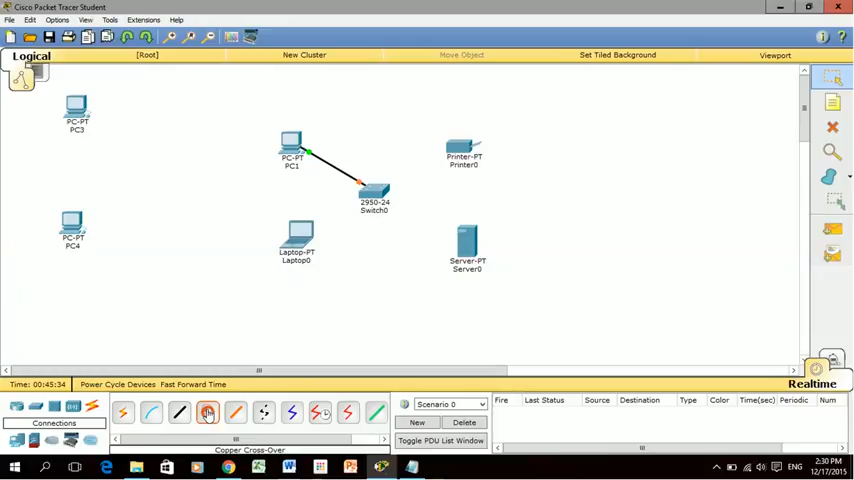 Cisco Packet Tracer Student
File Edit Options View Tools Extensions Help
Logical [Root] New Cluster Move Object Set Tiled Background Viewport
PC-PT
PC3
PC-PT
PC1
Printer-PT
Printer0
2950-24
Switch0
PC-PT
PC4
Laptop-PT
Laptop0
Server-PT
Server0
Time: 00:45:34 Power Cycle Devices Fast Forward Time Realtime
Scenario 0
Fire Last Status Source Destination Type Color Time(sec) Periodic Num
New Delete
Connections
Toggle PDU List Window
Copper Cross-Over
ENG
2:30 PM
12/17/2015